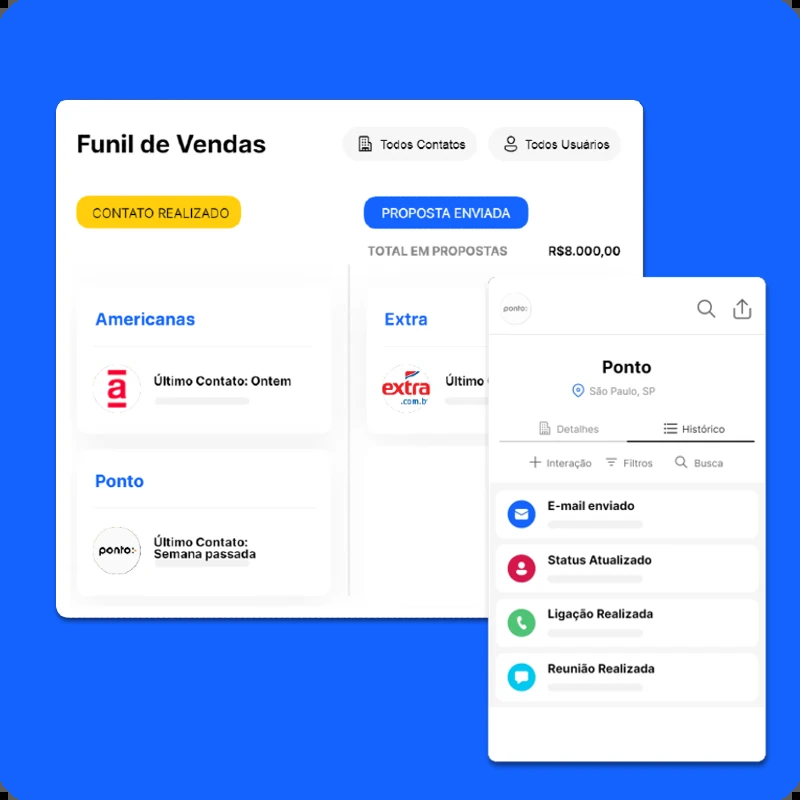 Funil de Vendas
Todos Contatos
Todos Usuários
CONTATO REALIZADO
PROPOSTA ENVIADA
TOTAL EM PROPOSTAS R$8.000,00
Americanas
a
Último Contato: Ontem
Extra
extra
.com.br
Último
Ponto
ponto:
Último Contato:
Semana passada
ponto:
Ponto
São Paulo, SP
Detalhes
Histórico
Interação
Filtros
Busca
E-mail enviado
Status Atualizado
Ligação Realizada
Reunião Realizada